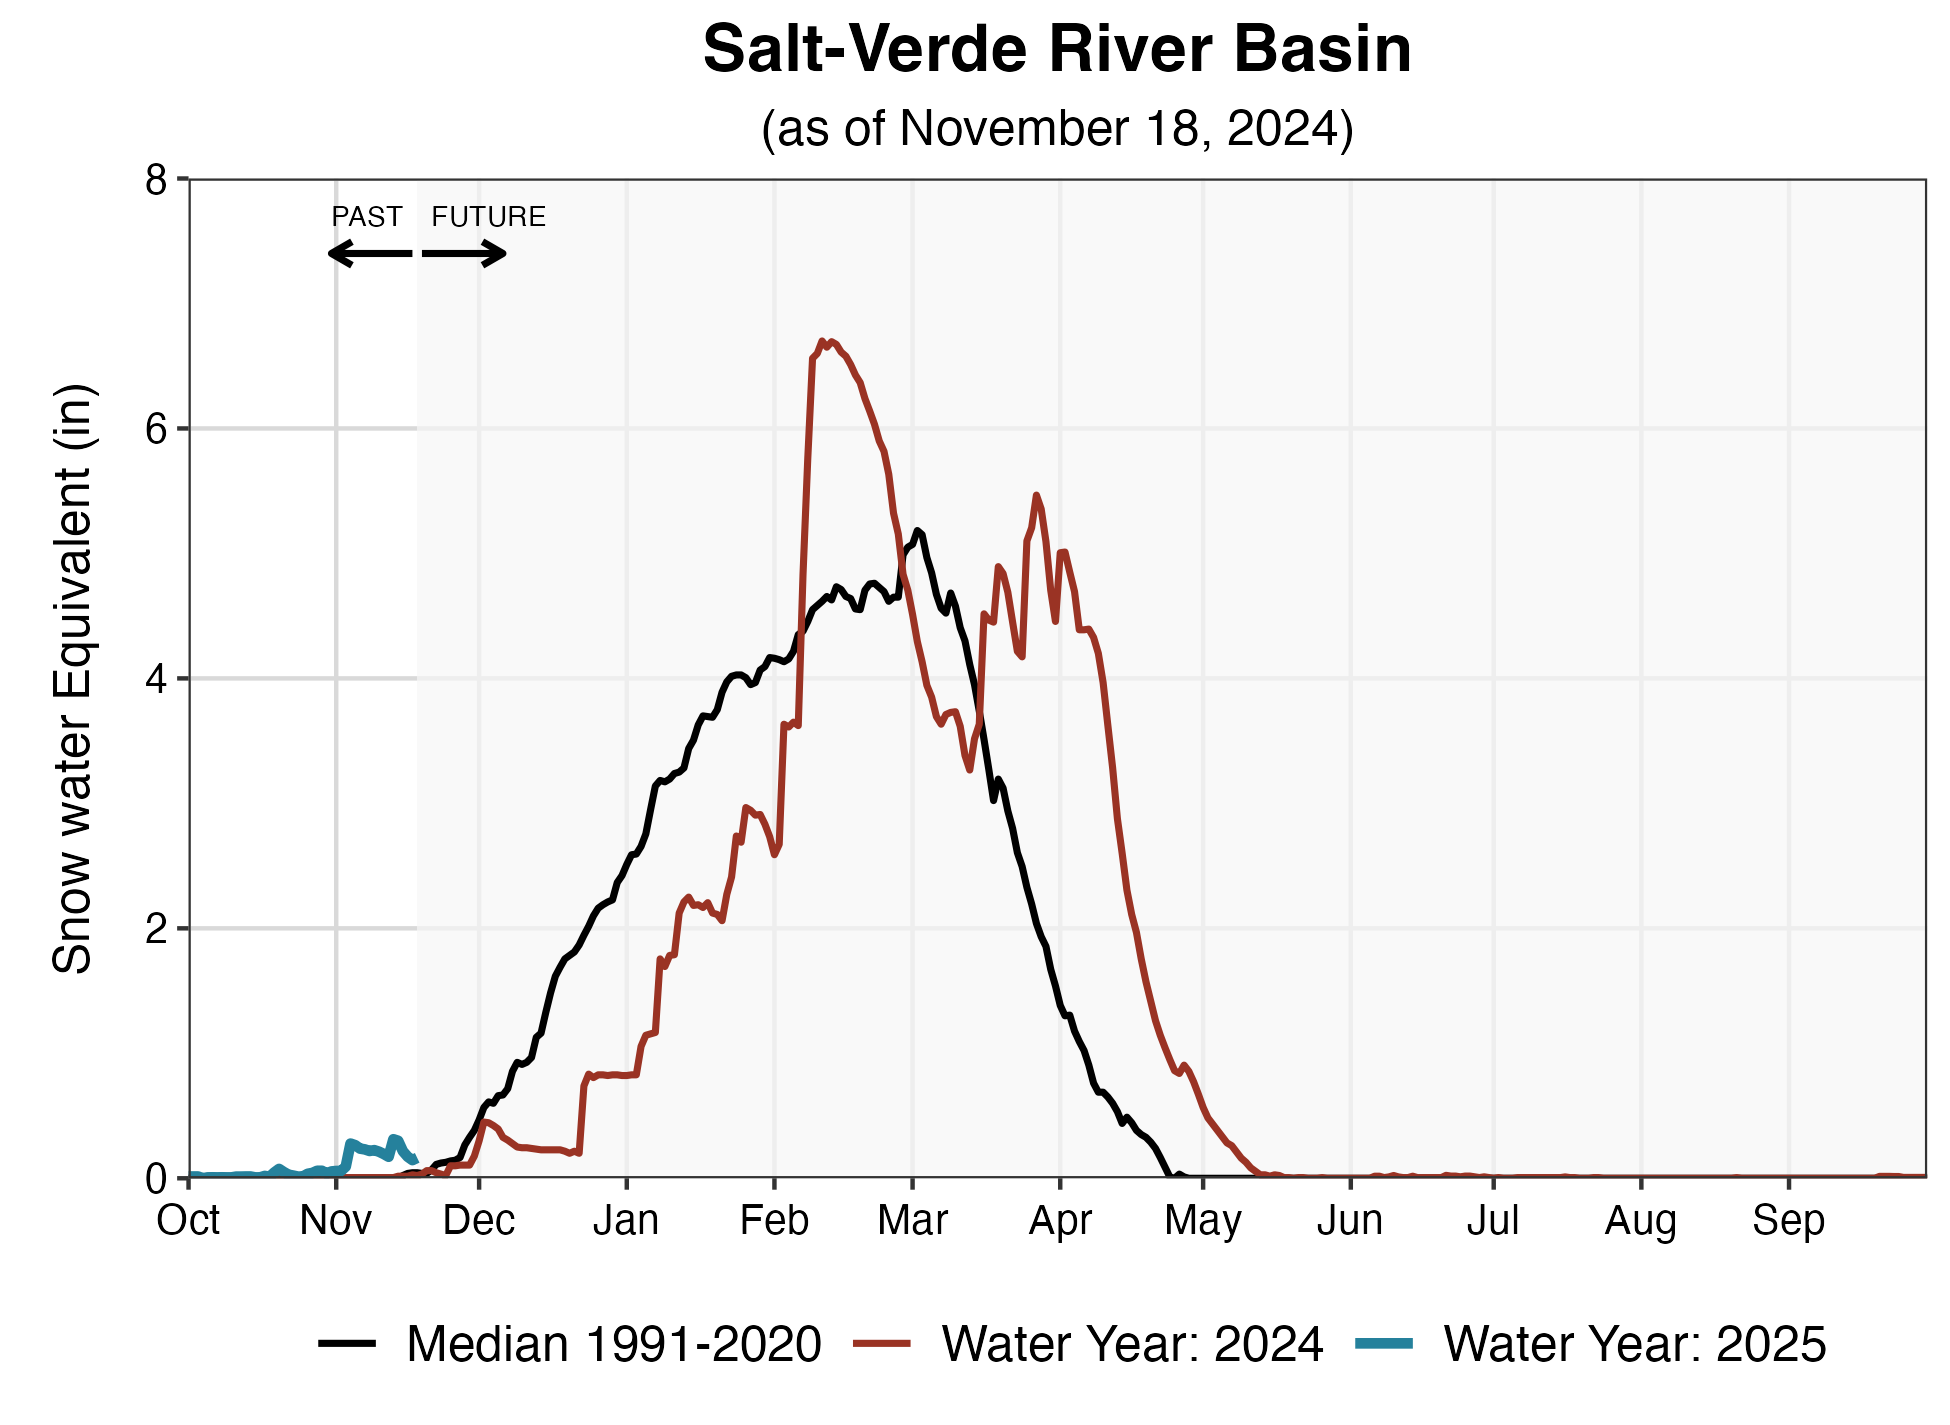 Salt-Verde River Basin
(as of November 18, 2024)
PAST FUTURE
Snow water Equivalent (in)
8
6
4
2
0
Oct Nov Dec Jan Feb Mar Apr May Jun Jul Aug Sep
Median 1991-2020 Water Year: 2024 Water Year: 2025